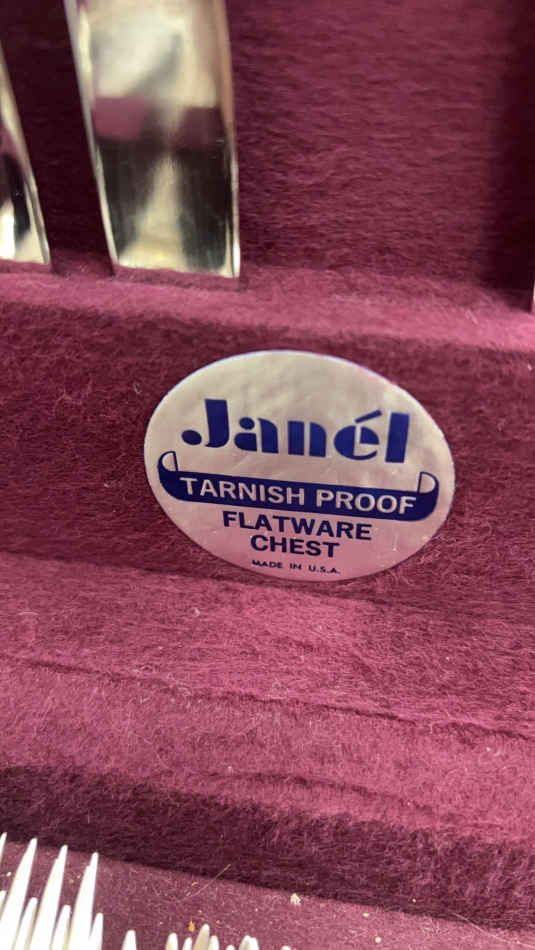 Janél
TARNISH PROOF
FLATWARE
CHEST
MADE IN U.S.A.